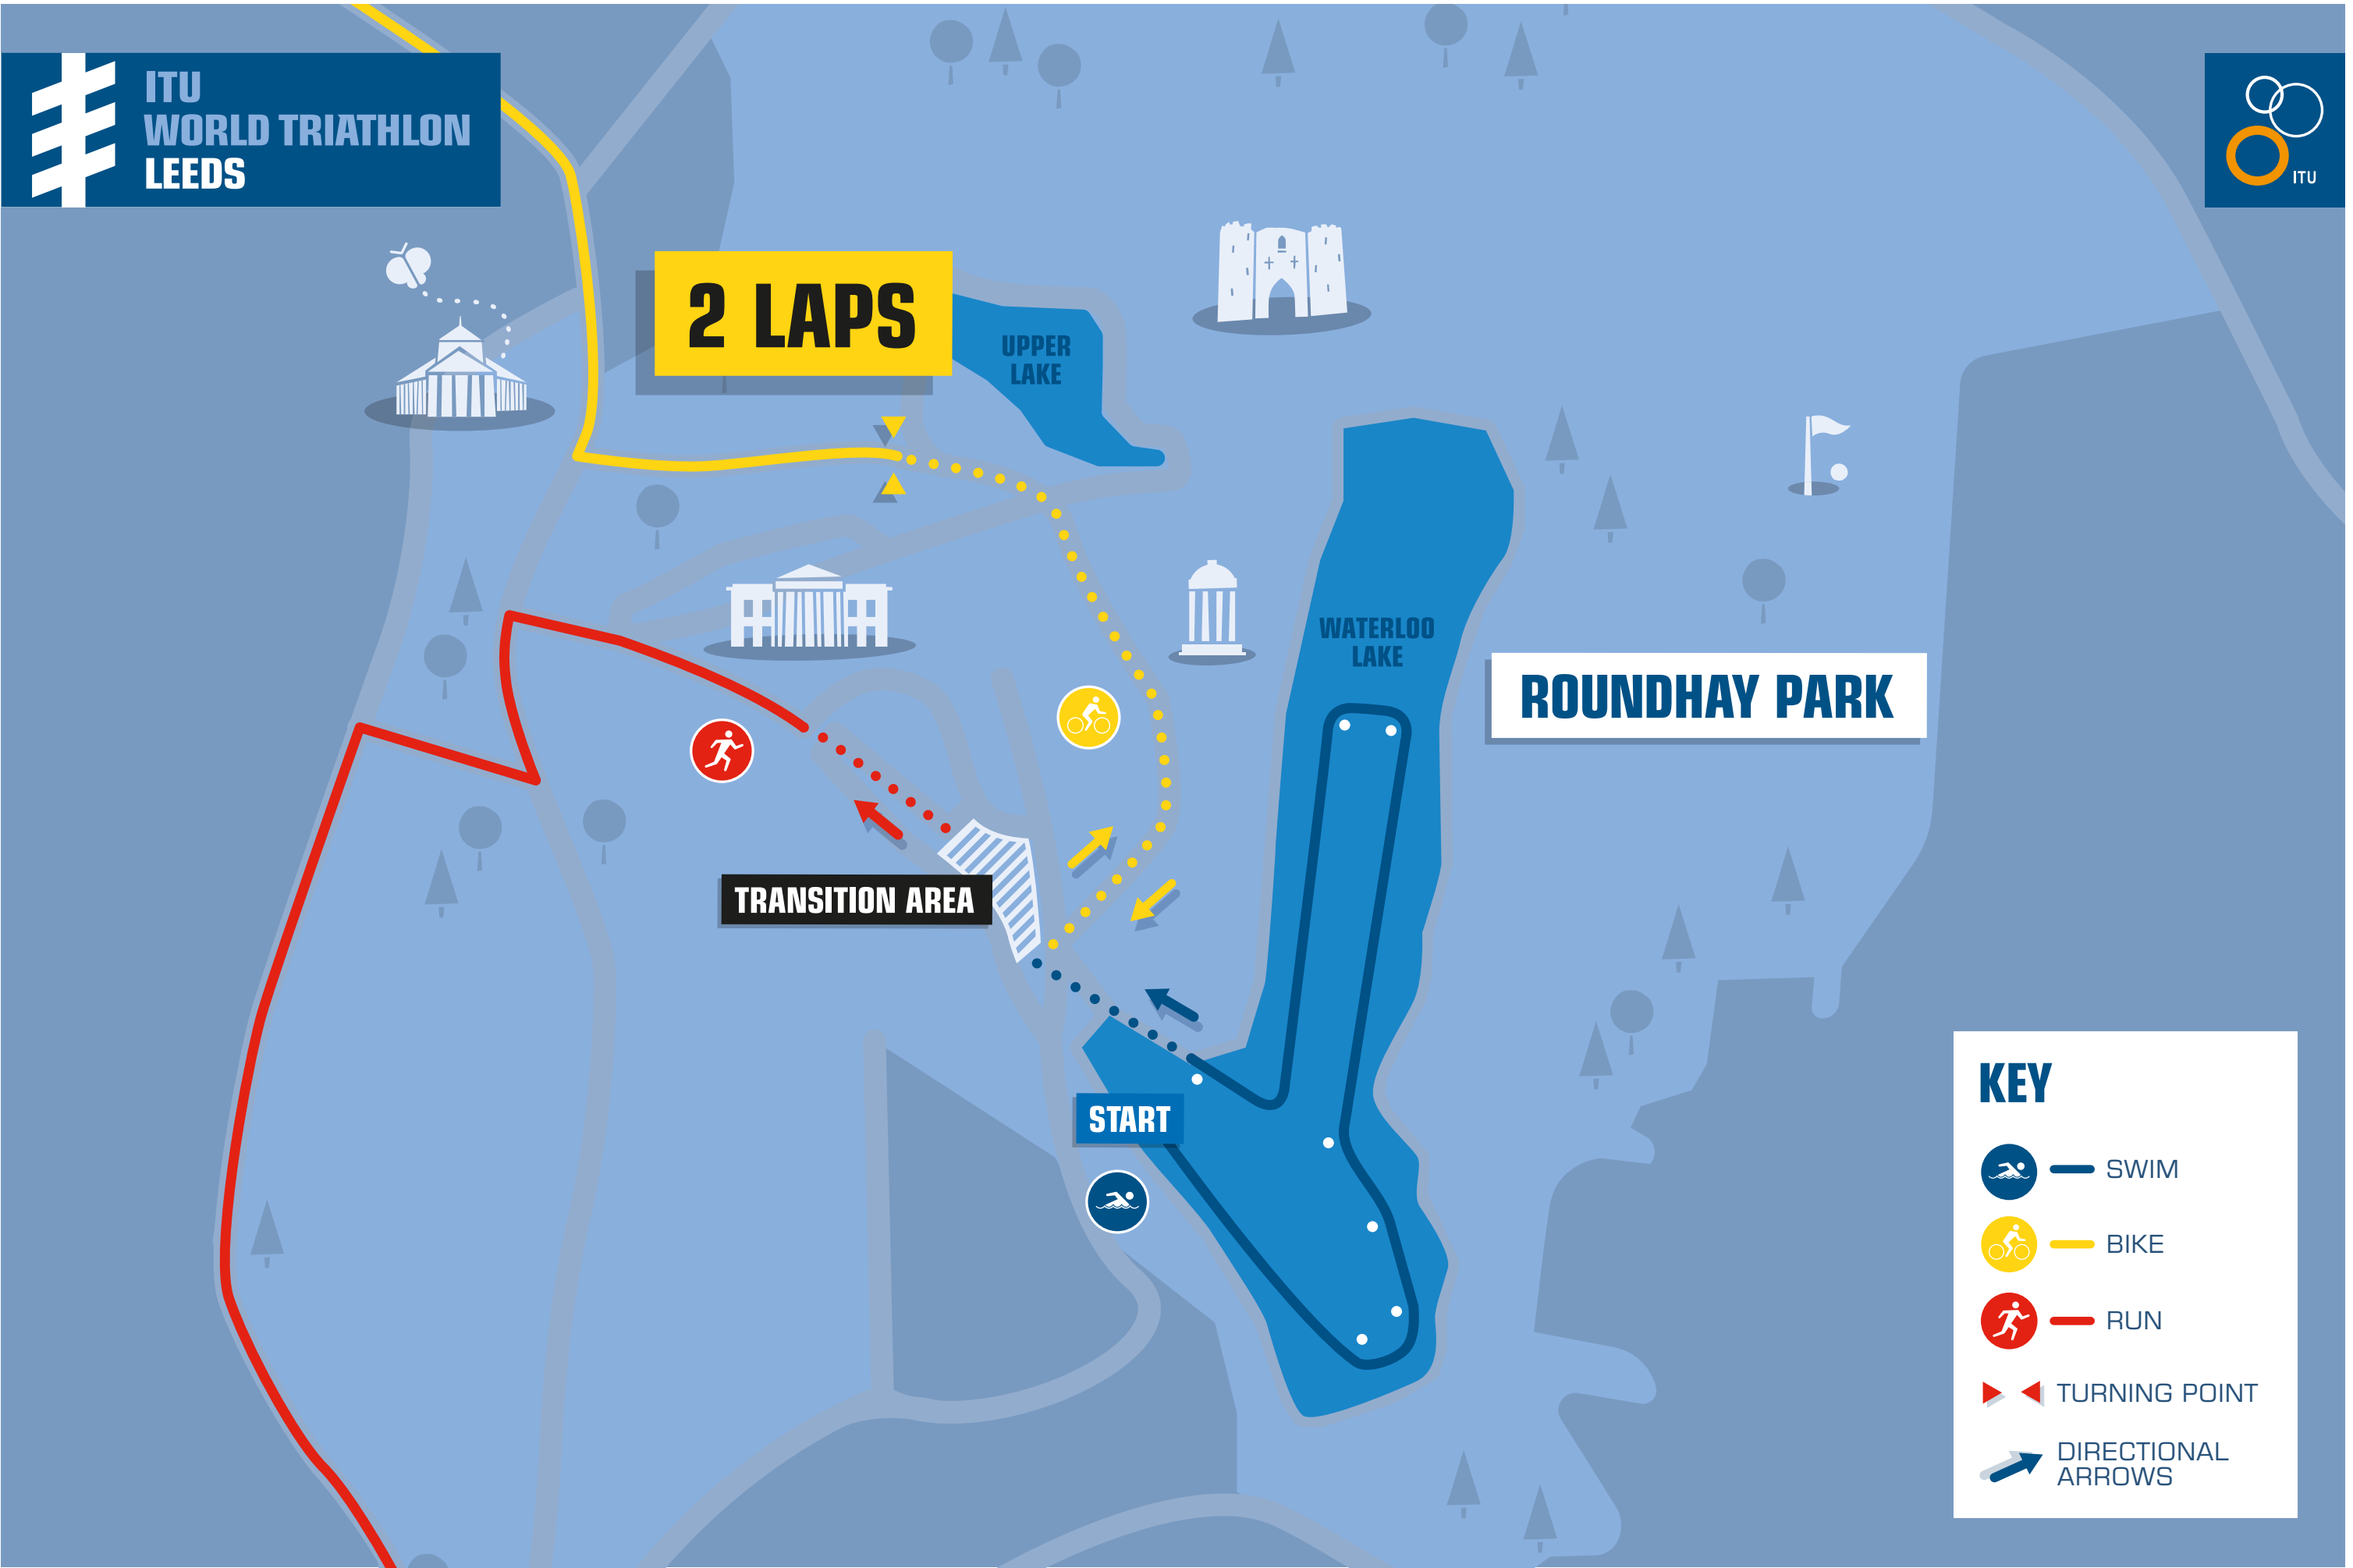 ITU
WORLD TRIATHLON
LEEDS
ITU
2 LAPS
UPPER
LAKE
WATERLOO
LAKE
ROUNDHAY PARK
TRANSITION AREA
START
KEY
SWIM
BIKE
RUN
TURNING POINT
DIRECTIONAL
ARROWS